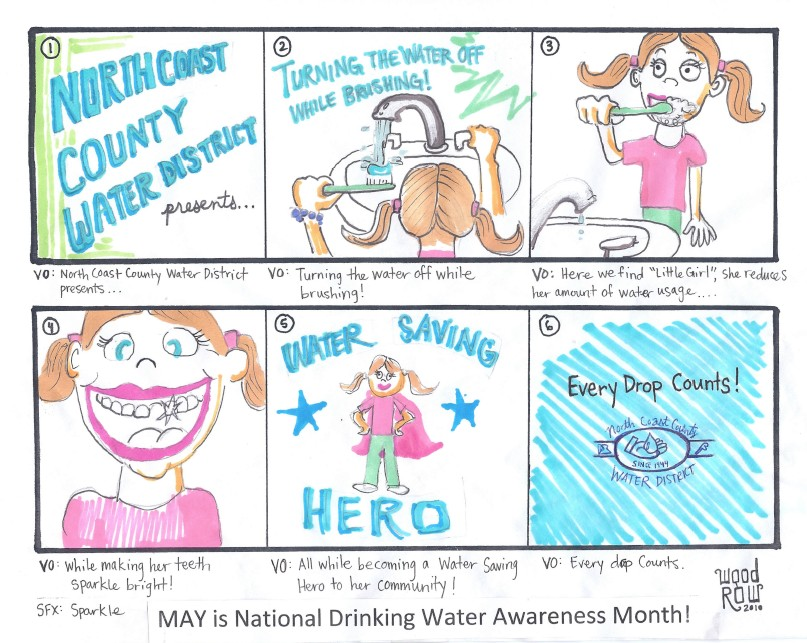 1
NORTH COAST
COUNTY
WATER DISTRICT
presents...
VO: North Coast County Water District
presents...
2
TURNING THE WATER OFF
WHILE BRUSHING!
VO: Turning the water off while
brushing!
3
VO: Here we find "Little Girl", she reduces
her amount of water usage....
4
VO: while making her teeth
sparkle bright!
SFX: Sparkle
5
WATER SAVING
HERO
VO: All while becoming a Water Saving
Hero to her community!
6
Every Drop Counts!
North Coast County
SINCE 1944
WATER DISTRICT
VO: Every drop Counts.
WOOD
ROW
2010
MAY is National Drinking Water Awareness Month!